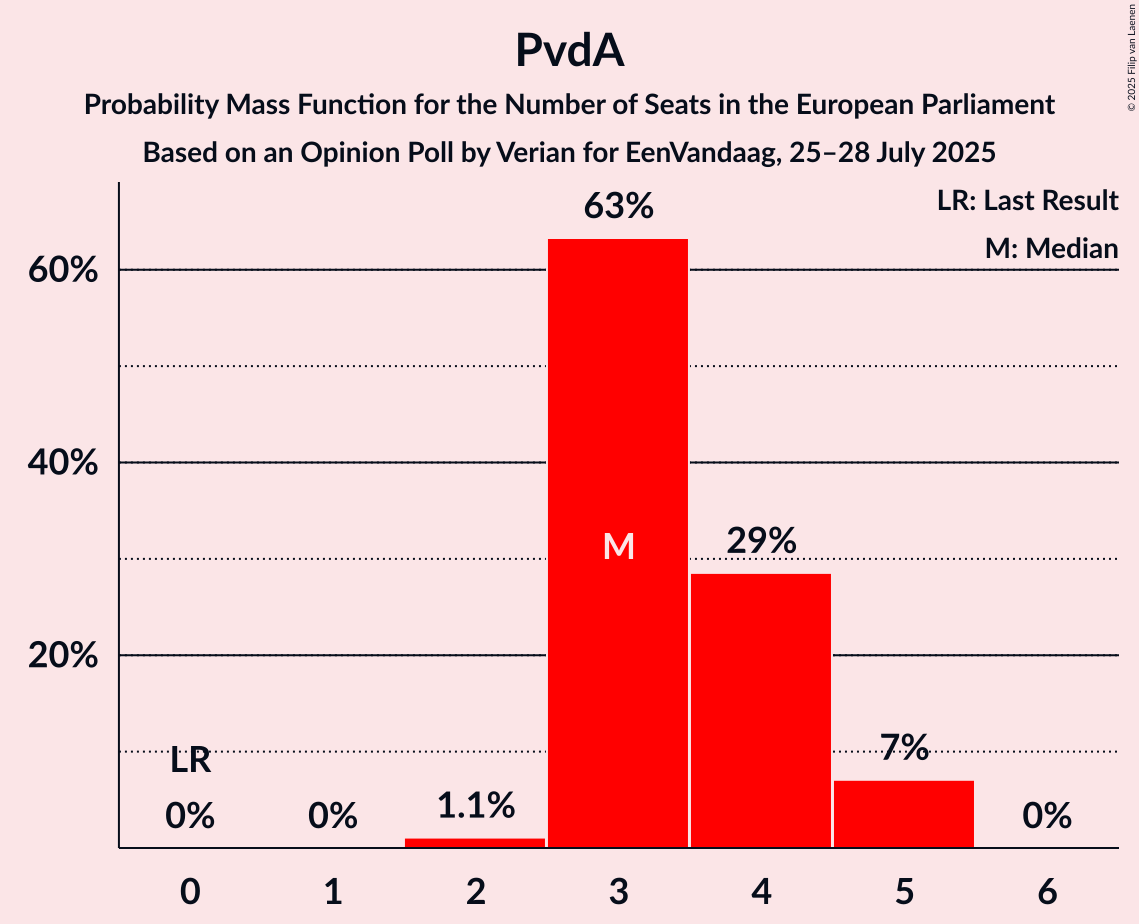 PvdA
Probability Mass Function for the Number of Seats in the European Parliament
Based on an Opinion Poll by Verian for EenVandaag, 25–28 July 2025
© 2025 Filip van Laenen
LR: Last Result
M: Median
60%
40%
20%
LR
M
0%
0%
1.1%
63%
29%
7%
0%
0
1
2
3
4
5
6